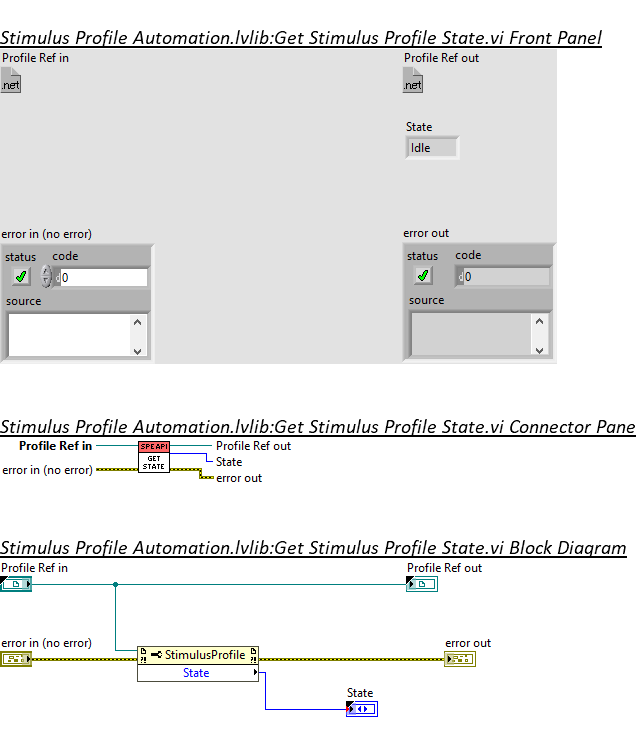 Stimulus Profile Automation.lvlib:Get Stimulus Profile State.vi Front Panel
Profile Ref in
Profile Ref out
.net
.net
State
Idle
error in (no error)
error out
status code
status code
d0
d0
source
source
Stimulus Profile Automation.lvlib:Get Stimulus Profile State.vi Connector Pane
Profile Ref in
SPEAPI
GET
STATE
Profile Ref out
State
error in (no error)
error out
Stimulus Profile Automation.lvlib:Get Stimulus Profile State.vi Block Diagram
Profile Ref in
Profile Ref out
error in (no error)
error out
StimulusProfile
?!
?!
State
State